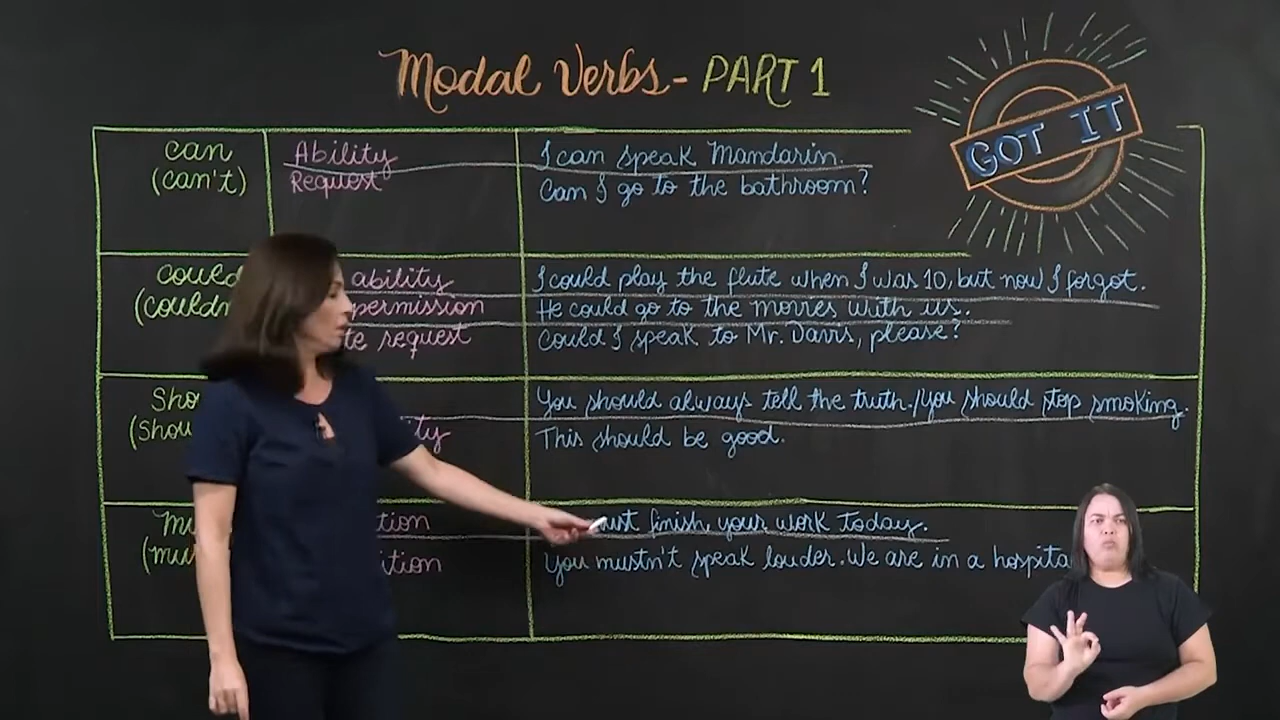 Modal Verbs - PART 1
GOT IT
can
(can't)
Ability
Request
I can speak Mandarin.
Can I go to the bathroom?
could
ability
permission
request
I could play the flute when I was 10, but now I forgot.
He could go to the movies with us.
Could I speak to Mr. Davis, please?
You should always tell the truth./You should stop smoking.
This should be good.
finish your work today.
You mustn't speak louder. We are in a